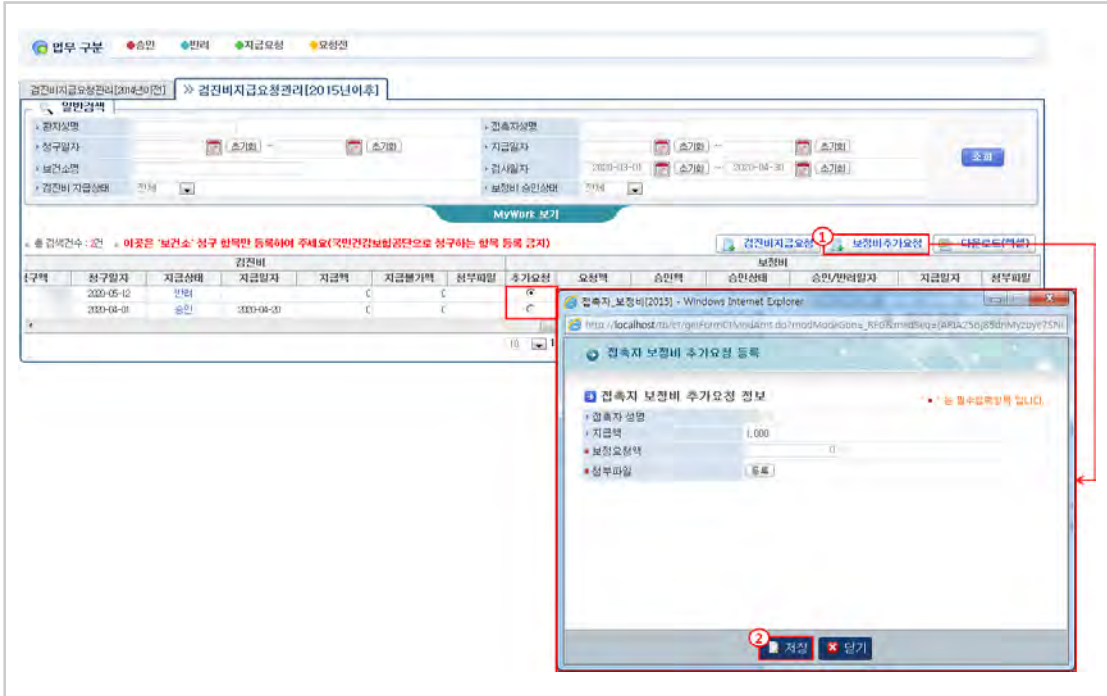 업무 구분 ◆승인 ◆반려 ◆지급요청 ◆요청전
검진비지급요청관리[2014년이전] 검진비지급요청관리[2015년이후]
일반검색
환자성명 접촉자성명
청구일자 초기화 ~ 초기화 지급일자 초기화 ~ 초기화
조회
보건소명 검사일자 2020-03-01 초기화 ~ 2020-04-30 초기화
검진비 지급상태 전체 보정비 승인상태 전체
MyWork 보기
총 검색건수 : 2건 이곳은 '보건소' 청구 항목만 등록하여 주세요(국민건강보험공단으로 청구하는 항목 등록 금지) 검진비지급요청 1 보정비추가요청 다운로드(엑셀)
검진비 보정비
청구액 청구일자 지급상태 지급일자 지급액 지급불가액 첨부파일 추가요청 요청액 승인액 승인상태 승인/반려일자 지급일자 첨부파일
2020-05-12 반려
2020-04-01 승인 2020-04-20
10
접촉자_보정비[2015] - Windows Internet Explorer
접촉자 보정비 추가요청 등록
접촉자 보정비 추가요청 정보 ' ● ' 는 필수입력항목 입니다.
접촉자 성명
지급액 1,000
보정요청액 0
첨부파일 등록
2 저장 닫기